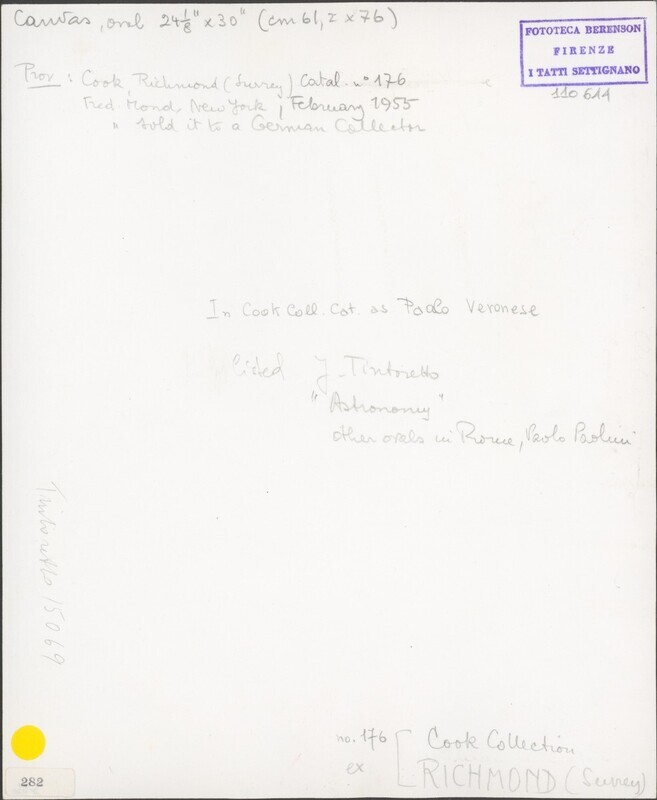 Canvas, oval 24 1/8" x 30" (cm 61,2 x 76)
FOTOTECA BERENSON
FIRENZE
I TATTI SETTIGNANO
110 614
Prov: Cook, Richmond (Surrey) Catal. n° 176
Fred. Mond, New York, February 1955
" sold it to a German Collector
In Cook Coll. Cat. as Paolo Veronese
listed J. Tintoretto
"Astronomy"
other ovals in Rome, Paolo Paolini
Tintoretto 15069
no. 176 Cook Collection
ex RICHMOND (Surrey)
282